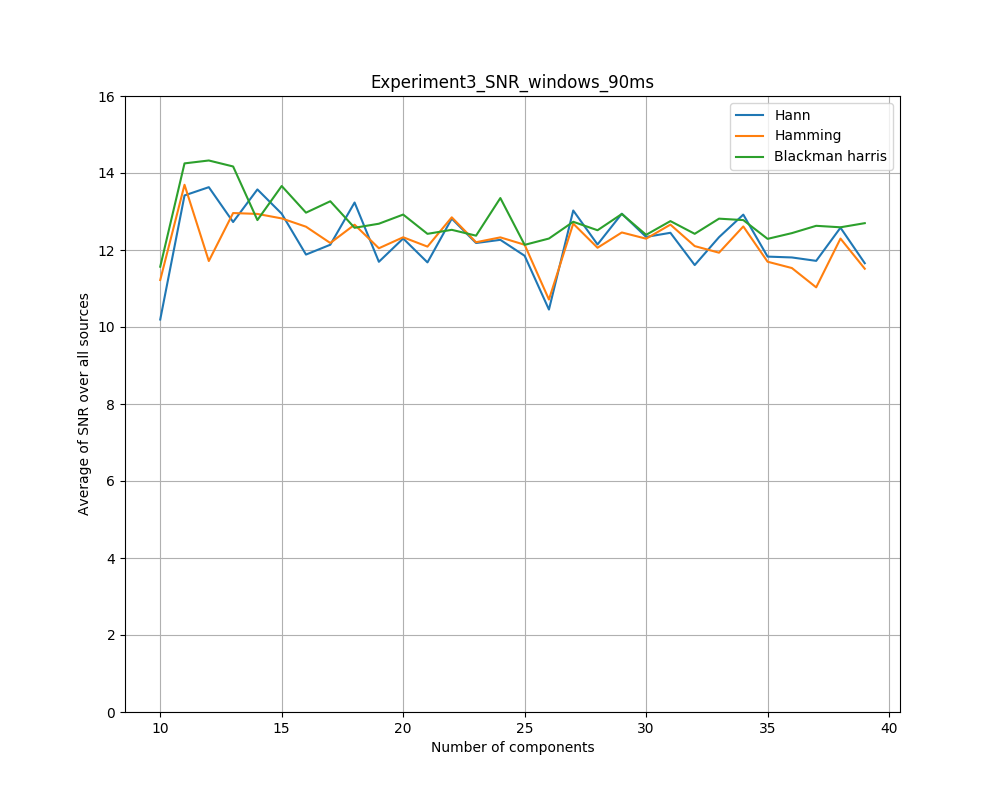 Experiment3_SNR_windows_90ms
Hann
Hamming
Blackman harris
16
14
12
10
8
6
4
2
0
Average of SNR over all sources
10 15 20 25 30 35 40
Number of components